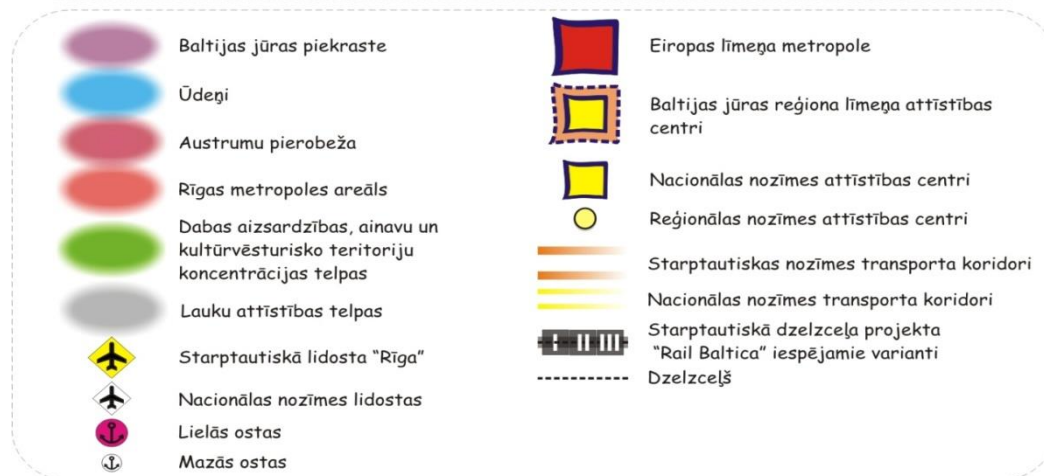 Baltijas jūras piekraste
Ūdeņi
Austrumu pierobeža
Rīgas metropoles areāls
Dabas aizsardzības, ainavu un
kultūrvēsturisko teritoriju
koncentrācijas telpas
Lauku attīstības telpas
Starptautiskā lidosta "Rīga"
Nacionālas nozīmes lidostas
Lielās ostas
Mazās ostas
Eiropas līmeņa metropole
Baltijas jūras reģiona līmeņa attīstības
centri
Nacionālas nozīmes attīstības centri
Reģionālas nozīmes attīstības centri
Starptautiskas nozīmes transporta koridori
Nacionālas nozīmes transporta koridori
I II III
Starptautiskā dzelzceļa projekta
"Rail Baltica" iespējamie varianti
Dzelzceļš